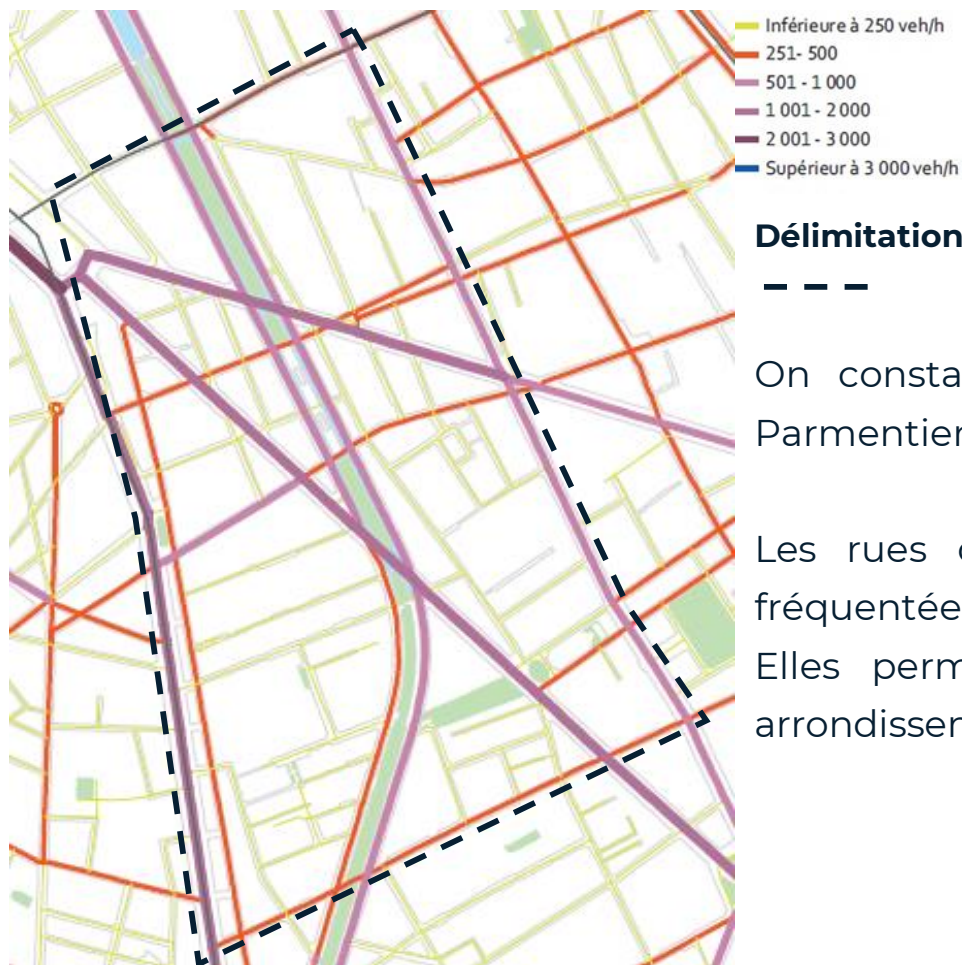 Inférieure à 250 veh/h
251- 500
501 - 1 000
1 001 - 2 000
2 001 - 3 000
Supérieur à 3 000 veh/h
Délimitation
On consta
Parmentier
Les rues
fréquentée
Elles perm
arrondissem